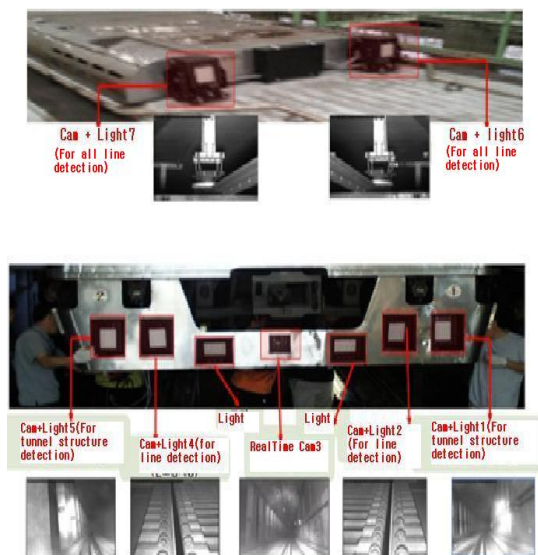 Cam + Light7
(For all line
detection)
Cam + light6
(For all line
detection)
2
1
Cam+Light5(For
tunnel structure
detection)
Cam+Light4(for
line detection)
Light
RealTime Cam3
Light
Cam+Light2
(For line
detection)
Cam+Light1(For
tunnel structure
detection)